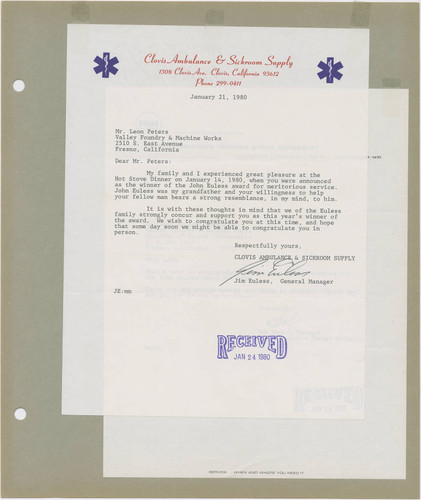 Clovis Ambulance & Sickroom Supply
1308 Clovis Ave. Clovis, California 93612
Phone 299-0411
January 21, 1980
Mr. Leon Peters
Valley Foundry & Machine Works
2510 S. East Avenue
Fresno, California
Dear Mr. Peters:
My family and I experienced great pleasure at the
Hot Stove Dinner on January 14, 1980, when you were announced
as the winner of the John Euless award for meritorious service.
John Euless was my grandfather and your willingness to help
your fellow man bears a strong resemblance, in my mind, to him.
It is with these thoughts in mind that we of the Euless
family strongly concur and support you as this year's winner of
the award. We wish to congratulate you at this time, and hope
that some day soon we might be able to congratulate you in
person.
Respectfully yours,
CLOVIS AMBULANCE & SICKROOM SUPPLY
Jim Euless
Jim Euless, General Manager
JE:mm
RECEIVED
JAN 24 1980